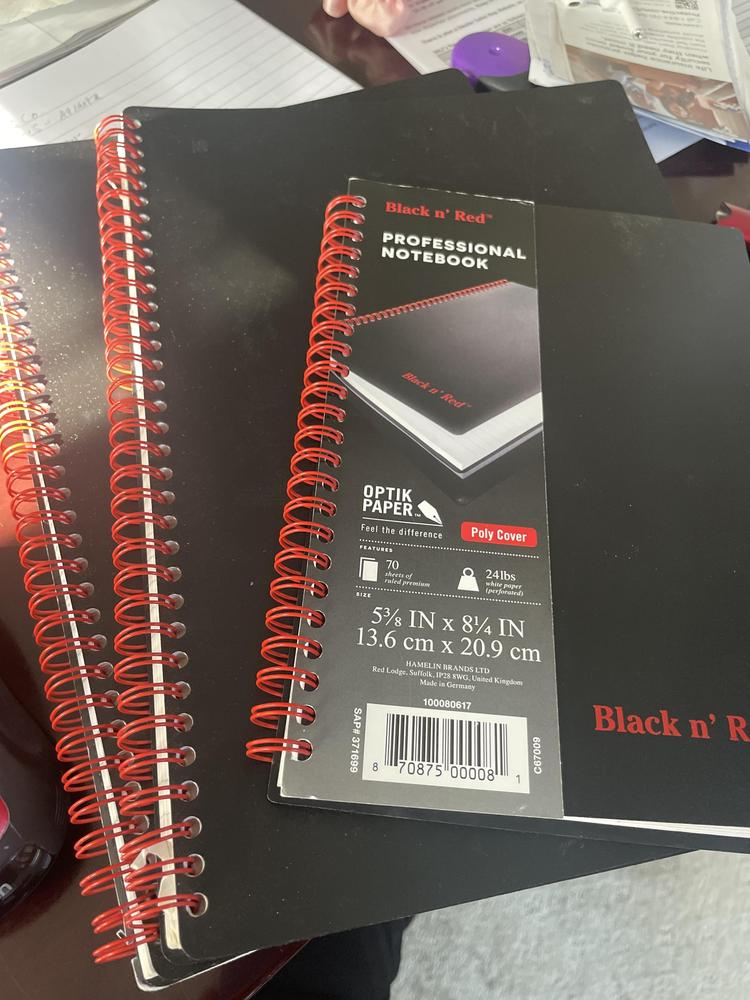 Black n' Red™
PROFESSIONAL
NOTEBOOK
Black n' Red™
OPTIK
PAPER™
Feel the difference
Poly Cover
FEATURES
70
sheets of
ruled premium
24lbs
white paper
(perforated)
SIZE
5⅜ IN x 8¼ IN
13.6 cm x 20.9 cm
HAMELIN BRANDS LTD
Red Lodge, Suffolk, IP28 8WG, United Kingdom
Made in Germany
100080617
SAP# 371699
8 70875 00008 1
C67009
Black n' R